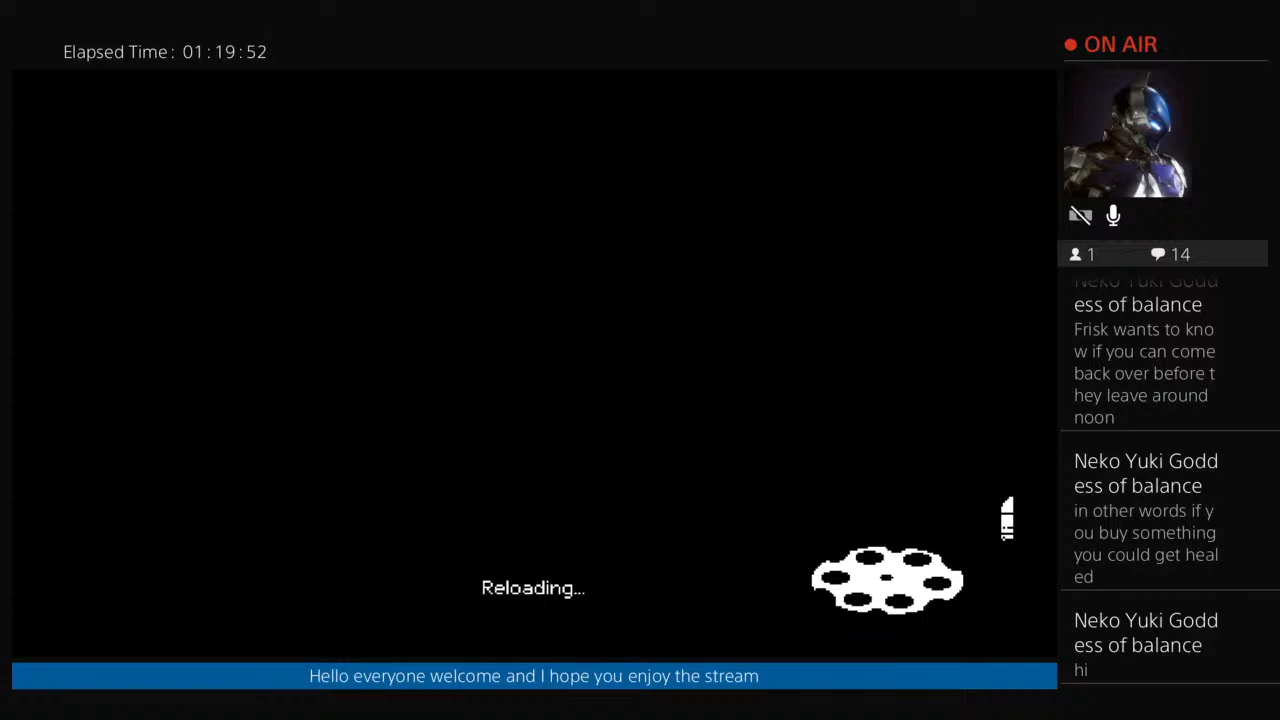 Elapsed Time: 01:19:52
ON AIR
1
14
Neko Yuki Godd
ess of balance
Frisk wants to kno
w if you can come
back over before t
hey leave around
noon
Neko Yuki Godd
ess of balance
in other words if y
ou buy something
you could get heal
ed
Neko Yuki Godd
ess of balance
hi
Reloading...
Hello everyone welcome and I hope you enjoy the stream